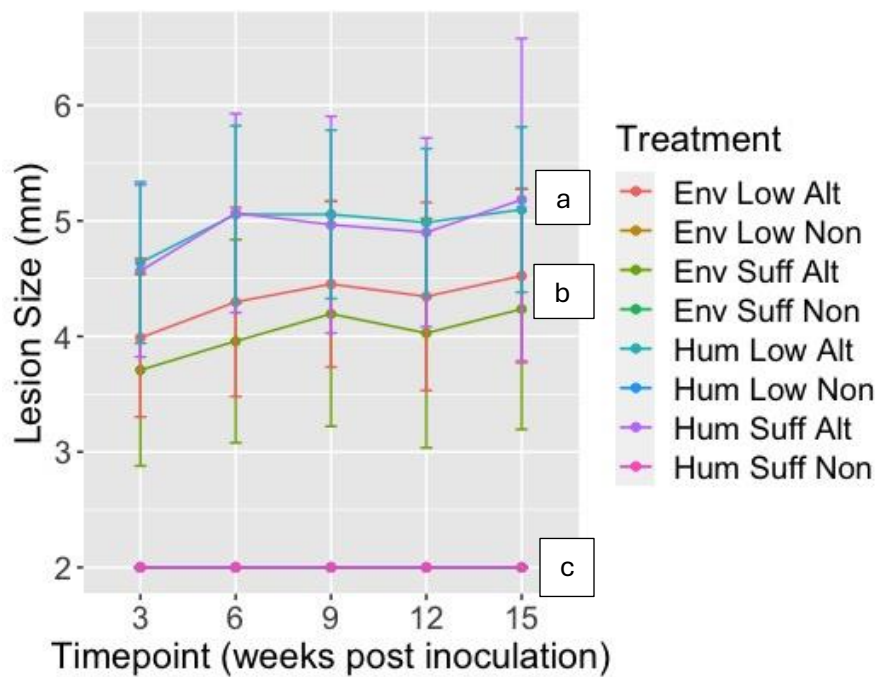 Lesion Size (mm)
6
5
4
3
2
3 6 9 12 15
Timepoint (weeks post inoculation)
a
b
c
Treatment
Env Low Alt
Env Low Non
Env Suff Alt
Env Suff Non
Hum Low Alt
Hum Low Non
Hum Suff Alt
Hum Suff Non